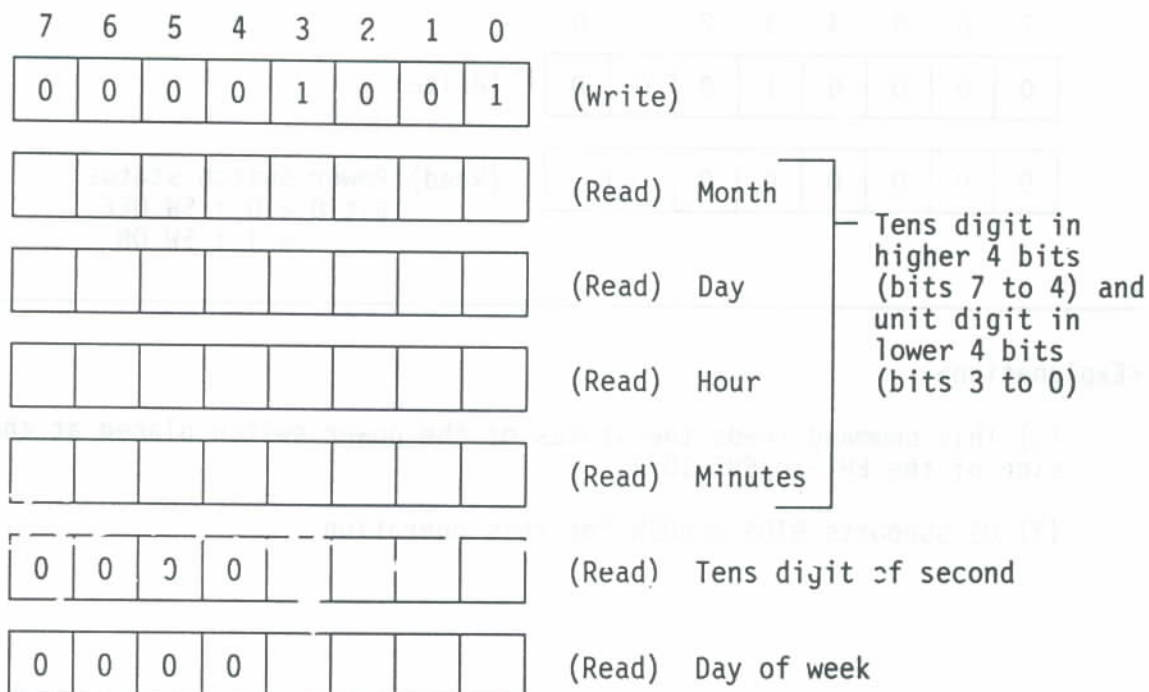 7 6 5 4 3 2 1 0
0 0 0 0 1 0 0 1 (Write)
(Read) Month
(Read) Day
(Read) Hour
(Read) Minutes
Tens digit in
higher 4 bits
(bits 7 to 4) and
unit digit in
lower 4 bits
(bits 3 to 0)
0 0 0 0 (Read) Tens digit of second
0 0 0 0 (Read) Day of week